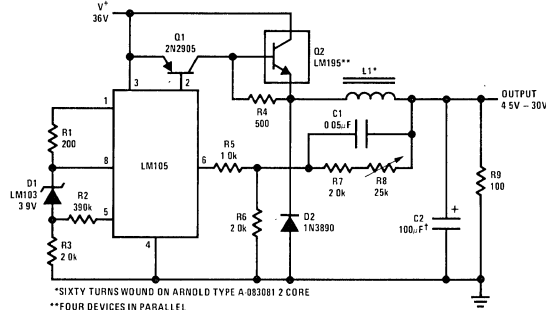 V+
36V
Q1
2N2905
Q2
LM195**
L1*
OUTPUT
4 5V – 30V
3
2
1
R4
500
C1
0 05µF
R1
200
LM105
R5
1 0k
8
6
R7
2 0k
R8
25k
R9
100
D1
LM103
3 9V
R2
390k
5
R6
2 0k
D2
1N3890
C2
100µF†
+
R3
2 0k
4
*SIXTY TURNS WOUND ON ARNOLD TYPE A-083081 2 CORE
**FOUR DEVICES IN PARALLEL